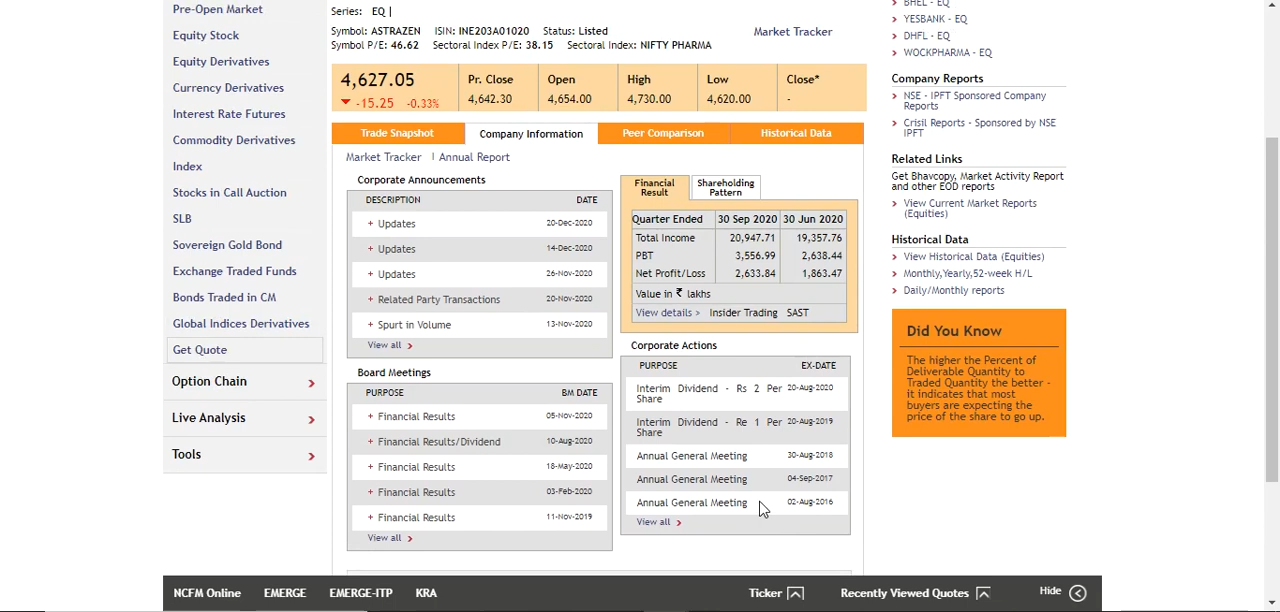 Pre-Open Market
Equity Stock
Equity Derivatives
Currency Derivatives
Interest Rate Futures
Commodity Derivatives
Index
Stocks in Call Auction
SLB
Sovereign Gold Bond
Exchange Traded Funds
Bonds Traded in CM
Global Indices Derivatives
Get Quote
Option Chain
Live Analysis
Tools
Series: EQ |
Symbol: ASTRAZEN ISIN: INE203A01020 Status: Listed
Symbol P/E: 46.62 Sectoral Index P/E: 38.15 Sectoral Index: NIFTY PHARMA
Market Tracker
4,627.05
-15.25 -0.33%
Pr. Close Open High Low Close*
4,642.30 4,654.00 4,730.00 4,620.00 -
Trade Snapshot Company Information Peer Comparison Historical Data
Market Tracker | Annual Report
Corporate Announcements
DESCRIPTION DATE
+ Updates 20-Dec-2020
+ Updates 14-Dec-2020
+ Updates 26-Nov-2020
+ Related Party Transactions 20-Nov-2020
+ Spurt in Volume 13-Nov-2020
View all >
Board Meetings
PURPOSE BM DATE
+ Financial Results 05-Nov-2020
+ Financial Results/Dividend 10-Aug-2020
+ Financial Results 18-May-2020
+ Financial Results 03-Feb-2020
+ Financial Results 11-Nov-2019
View all >
Financial Result
Shareholding Pattern
Quarter Ended 30 Sep 2020 30 Jun 2020
Total Income 20,947.71 19,357.76
PBT 3,556.99 2,638.44
Net Profit/Loss 2,633.84 1,863.47
Value in ₹ lakhs
View details > Insider Trading SAST
Corporate Actions
PURPOSE EX-DATE
Interim Dividend - Rs 2 Per 20-Aug-2020
Share
Interim Dividend - Re 1 Per 20-Aug-2019
Share
Annual General Meeting 30-Aug-2018
Annual General Meeting 04-Sep-2017
Annual General Meeting 02-Aug-2016
View all >
BHEL - EQ
YESBANK - EQ
DHFL - EQ
WOCKPHARMA - EQ
Company Reports
NSE - IPFT Sponsored Company
Reports
Crisil Reports - Sponsored by NSE
IPFT
Related Links
Get Bhavcopy, Market Activity Report
and other EOD reports
View Current Market Reports
(Equities)
Historical Data
View Historical Data (Equities)
Monthly,Yearly,52-week H/L
Daily/Monthly reports
Did You Know
The higher the Percent of
Deliverable Quantity to
Traded Quantity the better -
it indicates that most
buyers are expecting the
price of the share to go up.
NCFM Online EMERGE EMERGE-ITP KRA Ticker Recently Viewed Quotes Hide